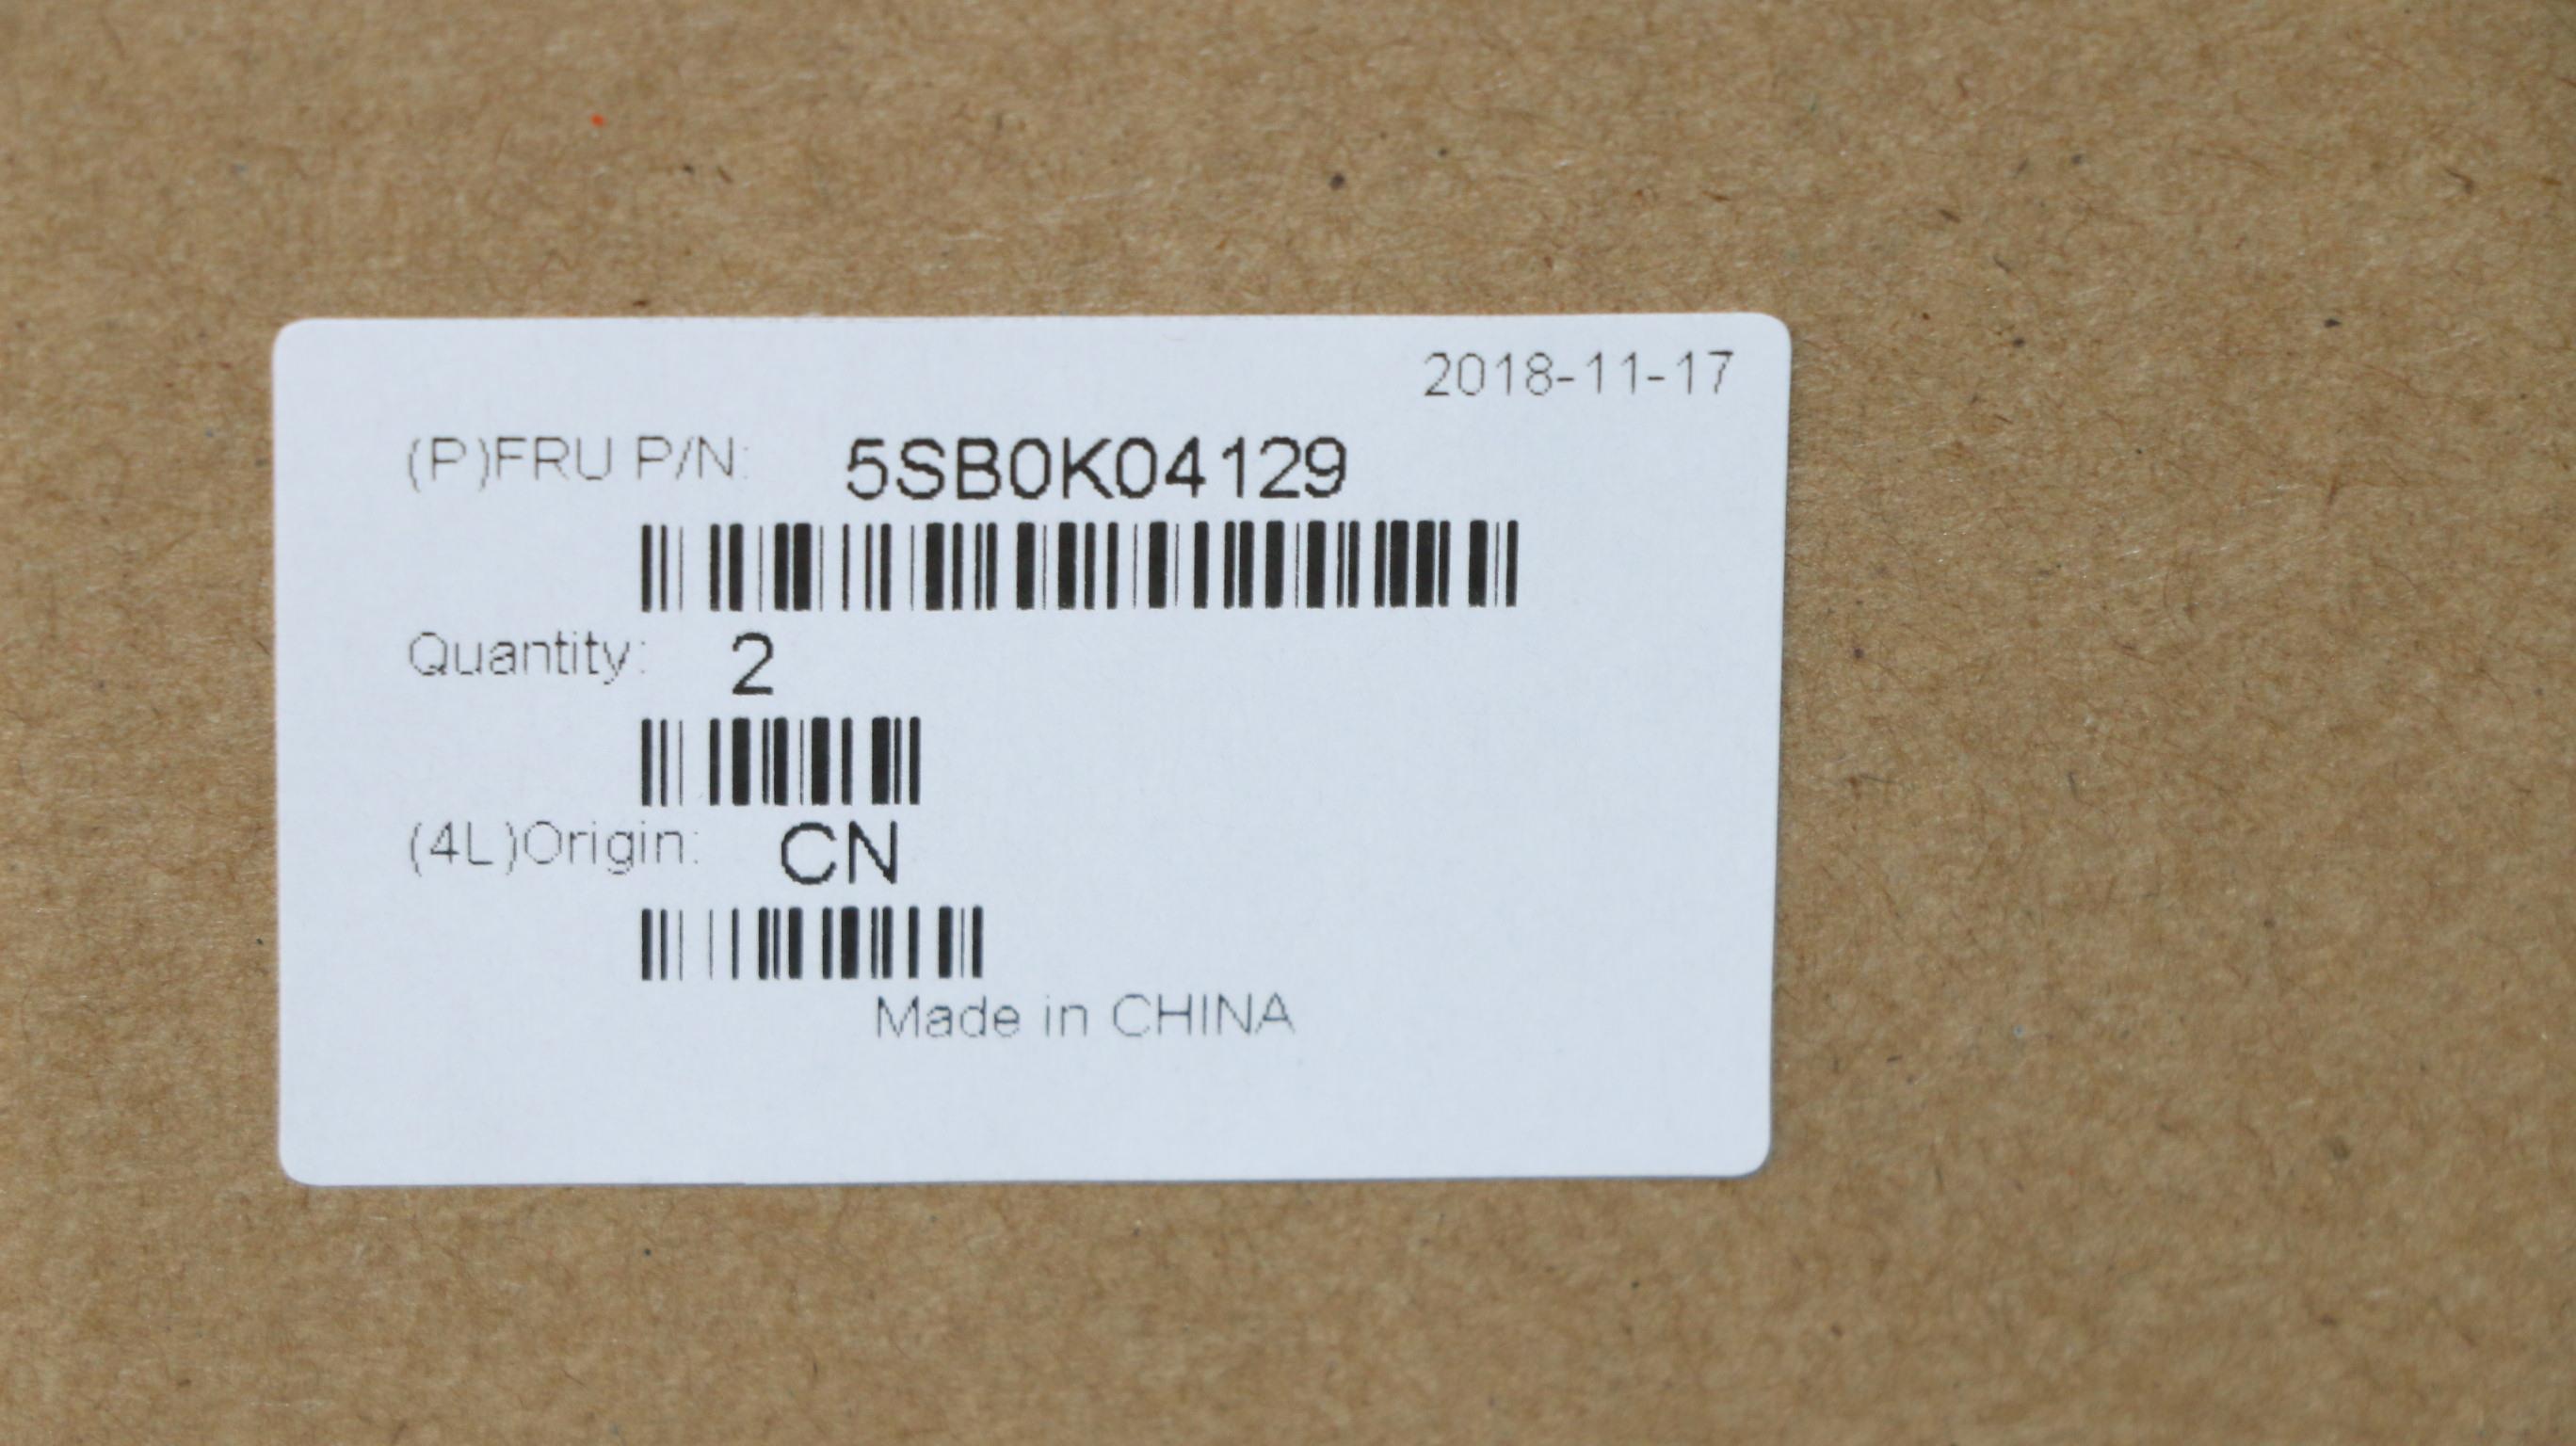 2018-11-17
(P)FRU P/N: 5SB0K04129
Quantity: 2
(4L)Origin: CN
Made in CHINA